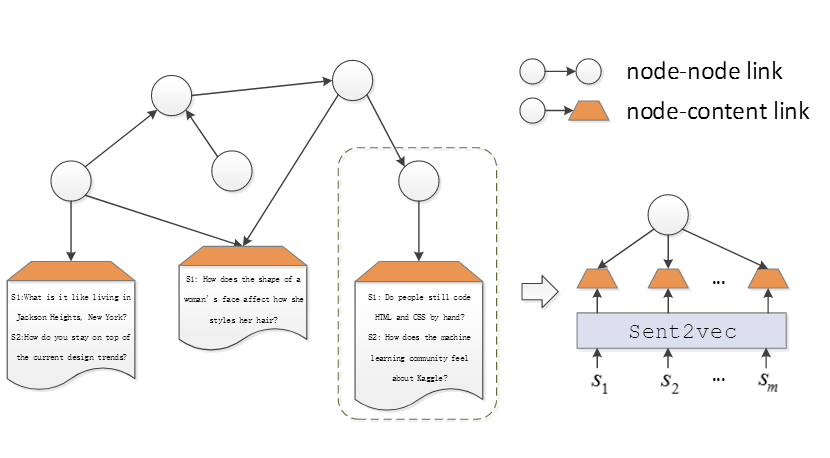 node-node link
node-content link
S1:What is it like living in
Jackson Heights, New York?
S2:How do you stay on top of
the current design trends?
S1: How does the shape of a
woman's face affect how she
styles her hair?
S1: Do people still code
HTML and CSS by hand?
S2: How does the machine
learning community feel
about Kaggle?
...
Sent2vec
s1 s2 ... sm